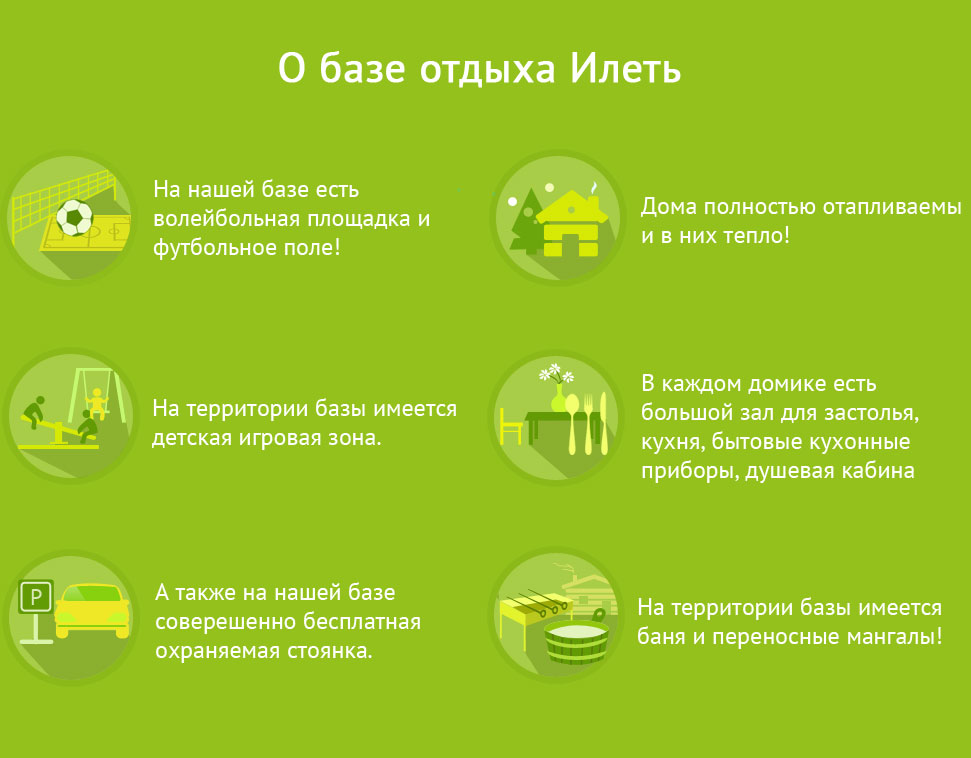 О базе отдыха Илеть
На нашей базе есть
волейбольная площадка и
футбольное поле!
Дома полностью отапливаемы
и в них тепло!
На территории базы имеется
детская игровая зона.
В каждом домике есть
большой зал для застолья,
кухня, бытовые кухонные
приборы, душевая кабина
P
А также на нашей базе
соверешенно бесплатная
охраняемая стоянка.
На территории базы имеется
баня и переносные мангалы!